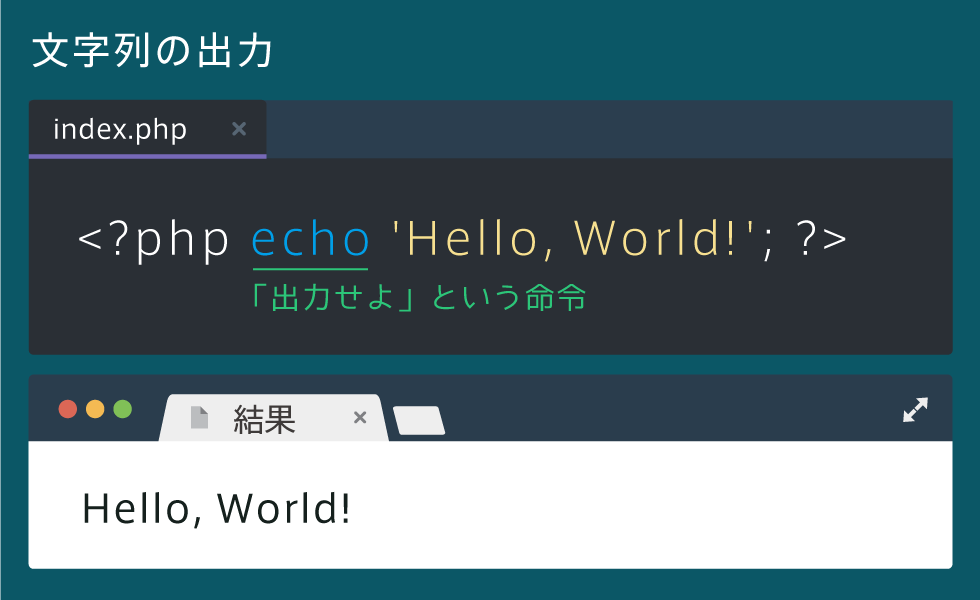 文字列の出力
index.php ×
<?php echo 'Hello, World!'; ?>
「出力せよ」という命令
結果 ×
Hello, World!